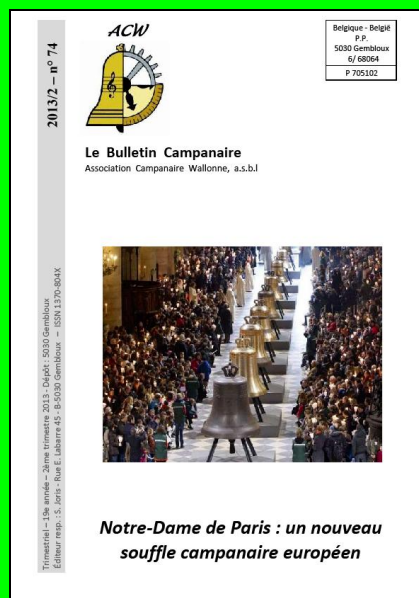 ACW
Belgique - België
P.P.
5030 Gembloux
6/ 68064
P 705102
2013/2 – n° 74
Le Bulletin Campanaire
Association Campanaire Wallonne, a.s.b.l
Trimestriel – 19e année – 2ème trimestre 2013 - Dépôt : 5030 Gembloux
Éditeur resp. : S. Joris - Rue E. Labarre 45 - B-5030 Gembloux – ISSN 1370-804X
Notre-Dame de Paris : un nouveau
souffle campanaire européen